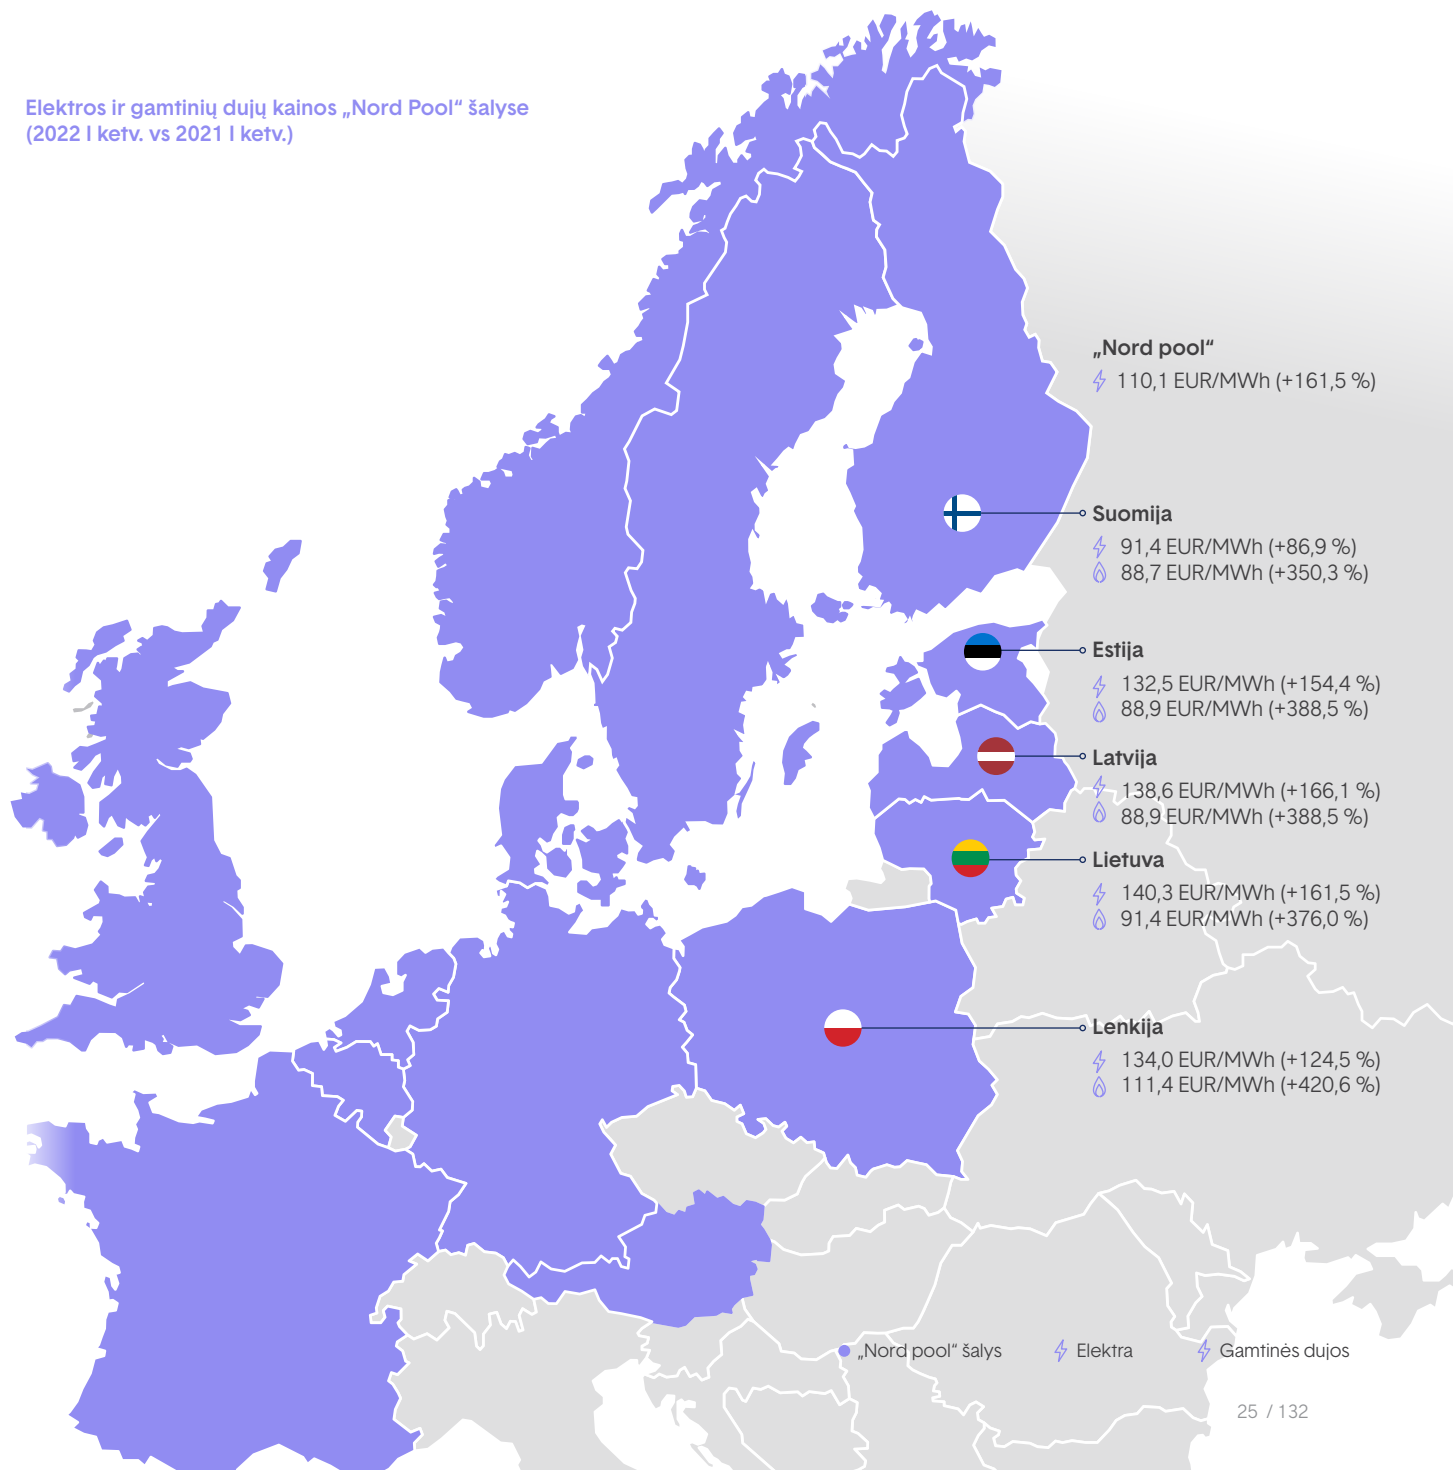 Elektros ir gamtinių dujų kainos „Nord Pool“ šalyse
(2022 I ketv. vs 2021 I ketv.)
„Nord pool“
110,1 EUR/MWh (+161,5 %)
Suomija
91,4 EUR/MWh (+86,9 %)
88,7 EUR/MWh (+350,3 %)
Estija
132,5 EUR/MWh (+154,4 %)
88,9 EUR/MWh (+388,5 %)
Latvija
138,6 EUR/MWh (+166,1 %)
88,9 EUR/MWh (+388,5 %)
Lietuva
140,3 EUR/MWh (+161,5 %)
91,4 EUR/MWh (+376,0 %)
Lenkija
134,0 EUR/MWh (+124,5 %)
111,4 EUR/MWh (+420,6 %)
„Nord pool“ šalys
Elektra
Gamtinės dujos
25 / 132